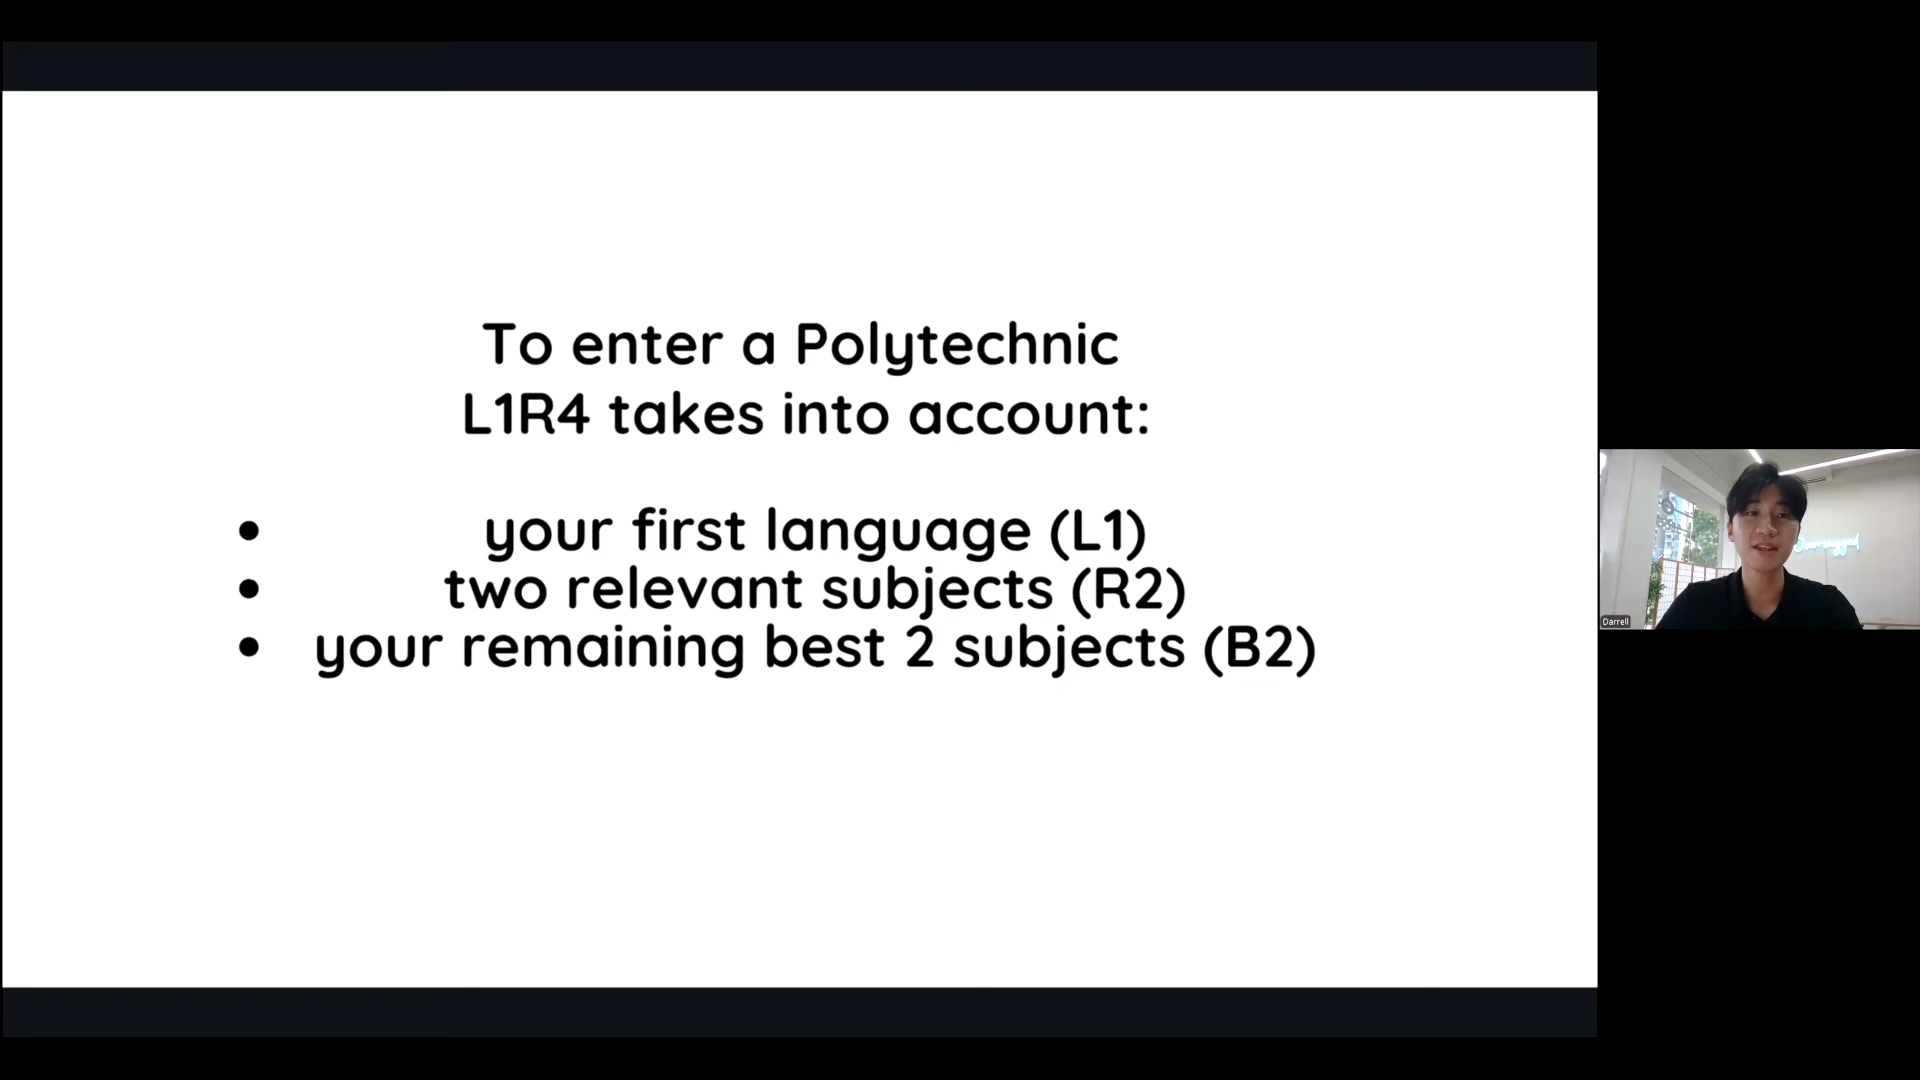 To enter a Polytechnic
L1R4 takes into account:
• your first language (L1)
• two relevant subjects (R2)
• your remaining best 2 subjects (B2)
Darrell